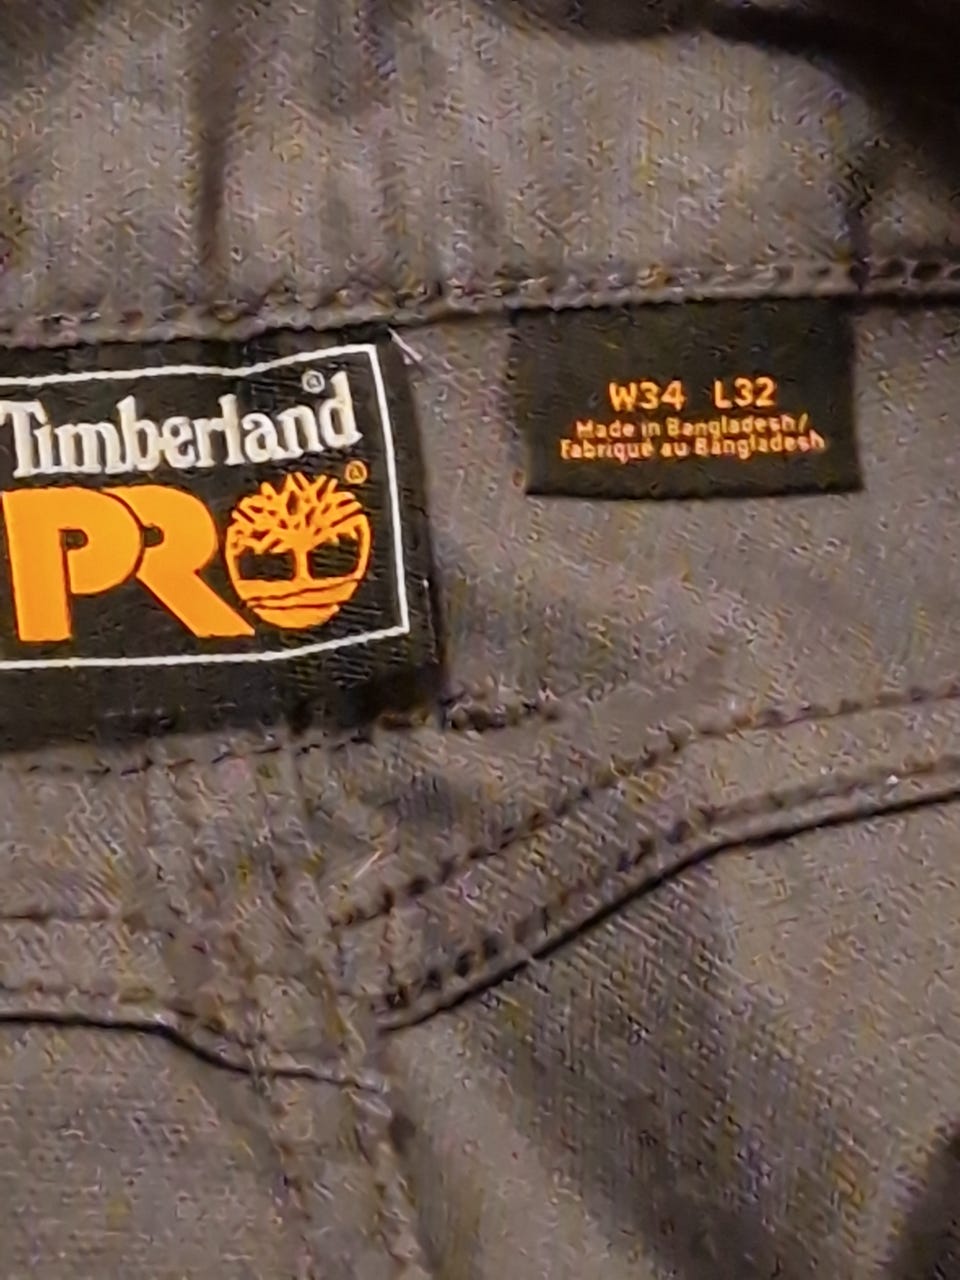 Timberland®
PRO®
W34 L32
Made in Bangladesh/
Fabriqué au Bangladesh